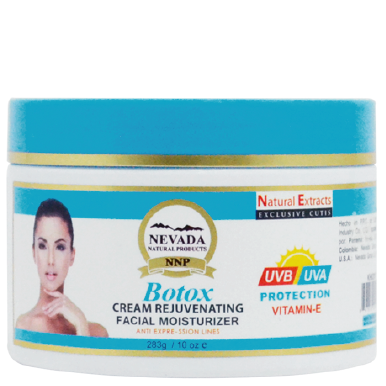 NEVADA
NATURAL PRODUCTS
NNP
Botox
CREAM REJUVENATING
FACIAL MOISTURIZER
ANTI EXPRESSION LINES
283g / 10 oz
Natural Extracts
EXCLUSIVE CUTIS
UVB UVA
PROTECTION
VITAMIN-E